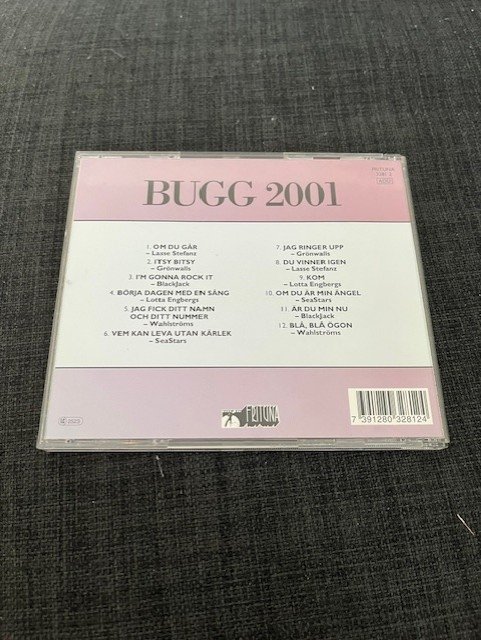 FRITUNA
ADD
BUGG 2001
1. OM DU GÅR
– Lasse Stefanz
2. ITSY BITSY
– Grönwalls
3. I'M GONNA ROCK IT
– BlackJack
4. BÖRJA DAGEN MED EN SÅNG
– Lotta Engbergs
5. JAG FICK DITT NAMN
OCH DITT NUMMER
– Wahlströms
6. VEM KAN LEVA UTAN KÄRLEK
– SeaStars
7. JAG RINGER UPP
– Grönwalls
8. DU VINNER IGEN
– Lasse Stefanz
9. KOM
– Lotta Engbergs
10. OM DU ÄR MIN ÄNGEL
– SeaStars
11. ÄR DU MIN NU
– BlackJack
12. BLÅ, BLÅ ÖGON
– Wahlströms
FRITUNA
7 391280 328124